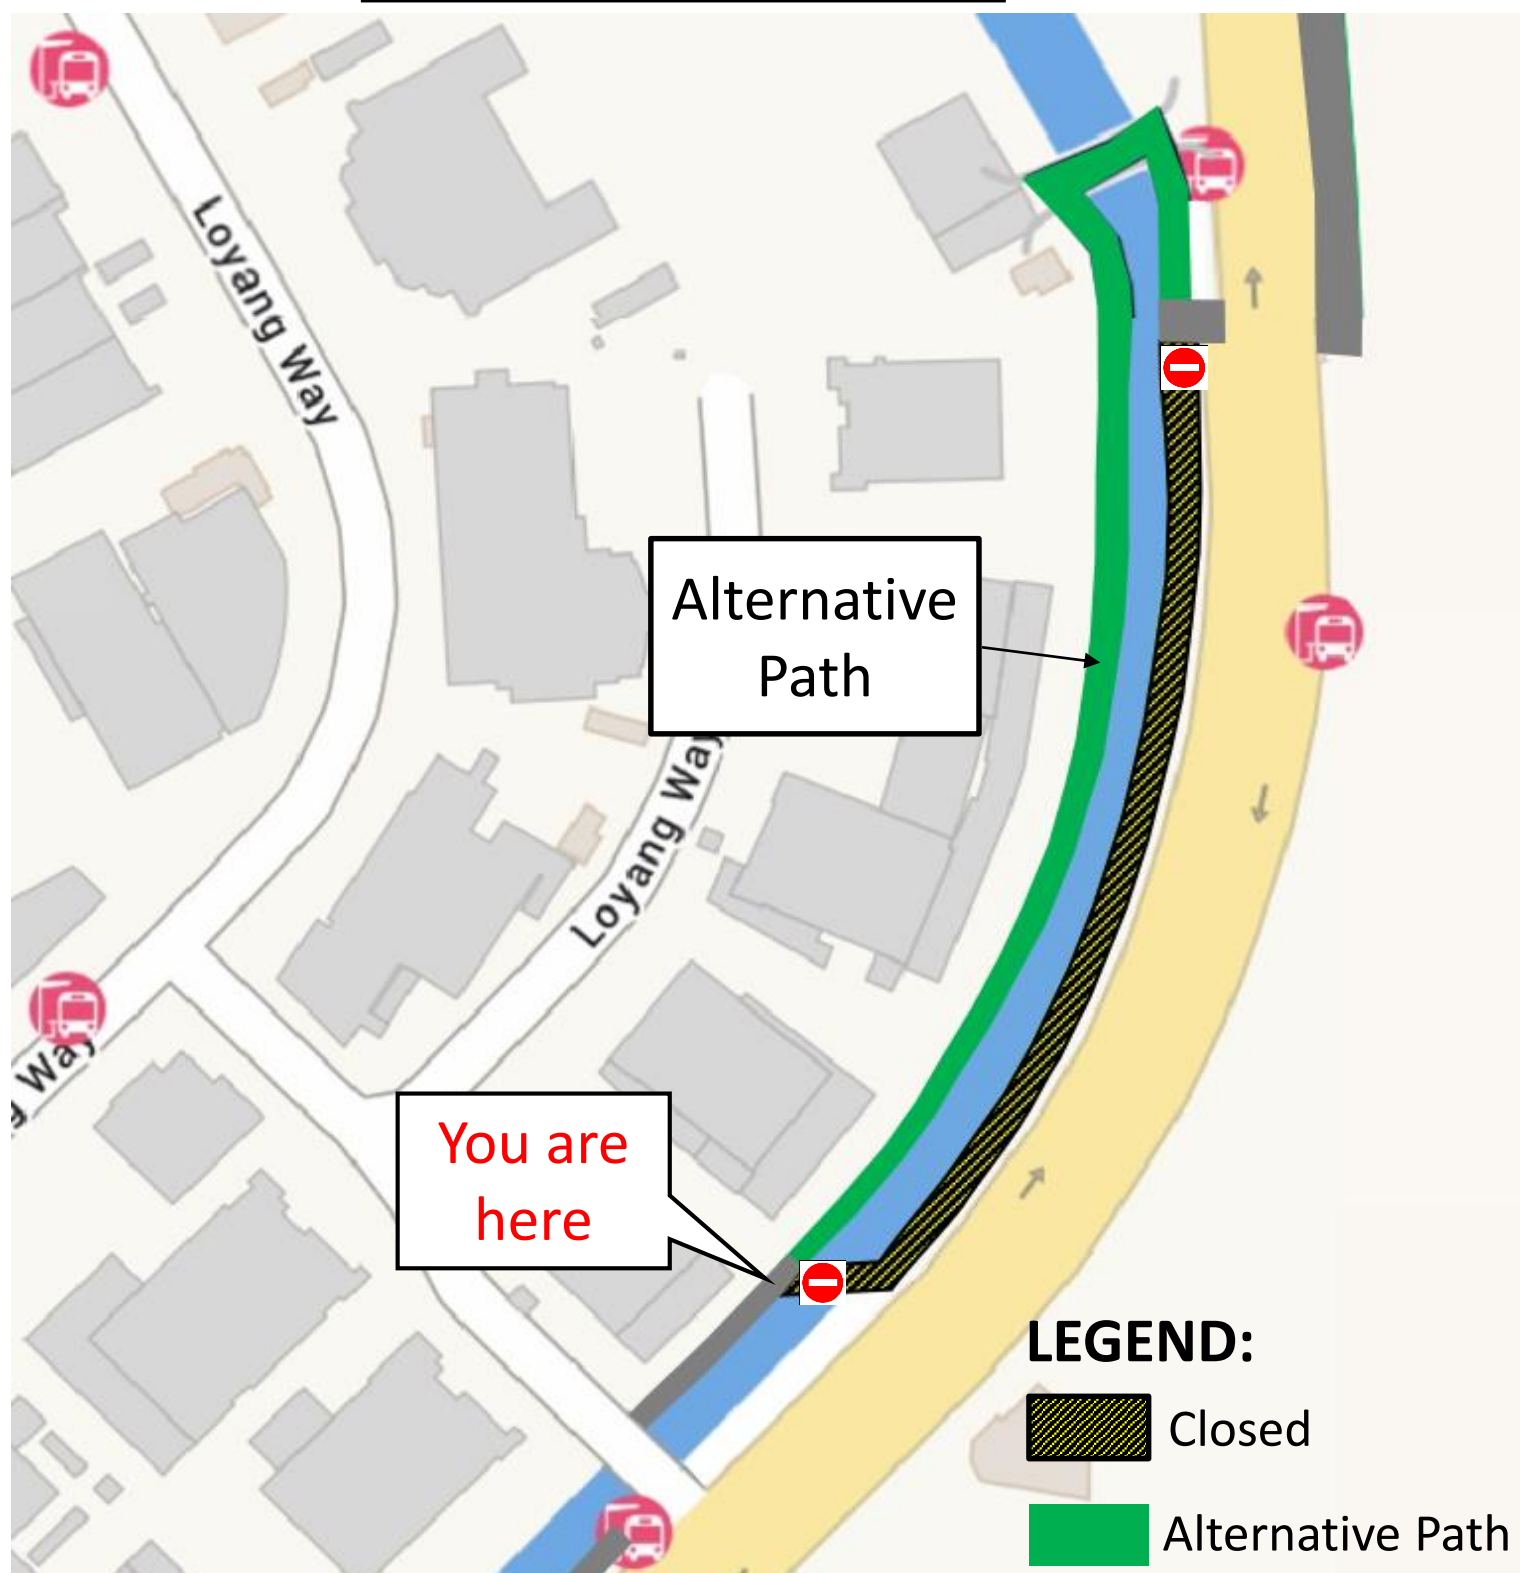 Loyang Way
Alternative
Path
Loyang Way
g Way
You are
here
LEGEND:
Closed
Alternative Path